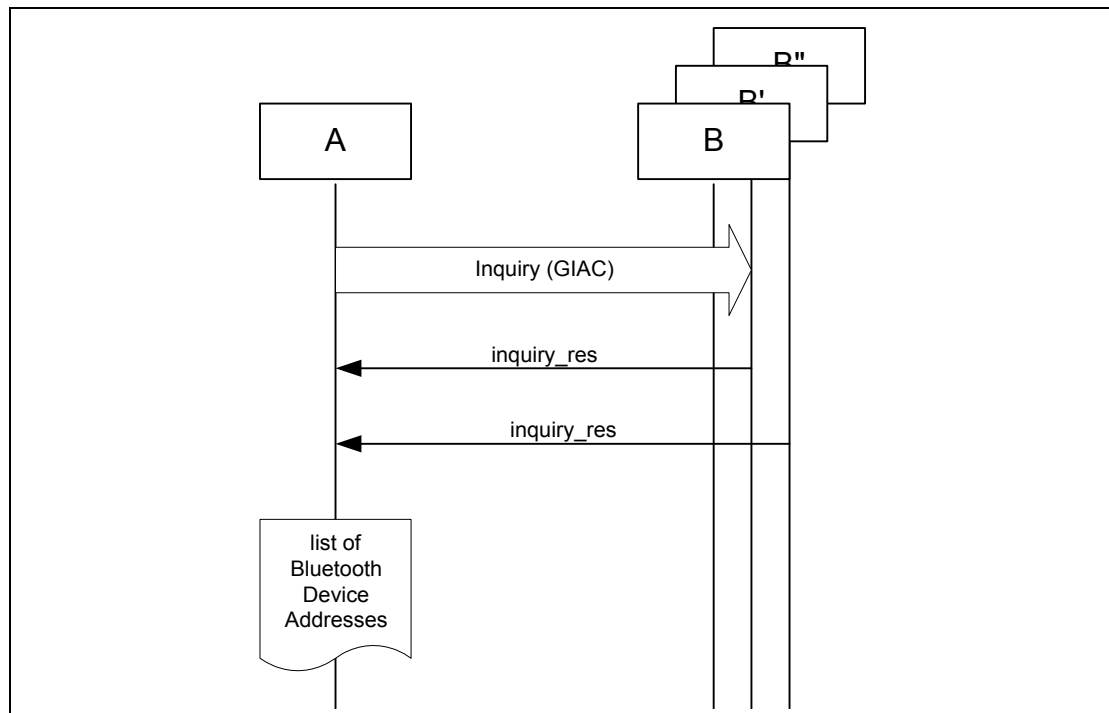 B"
B'
A
B
Inquiry (GIAC)
inquiry_res
inquiry_res
list of
Bluetooth
Device
Addresses